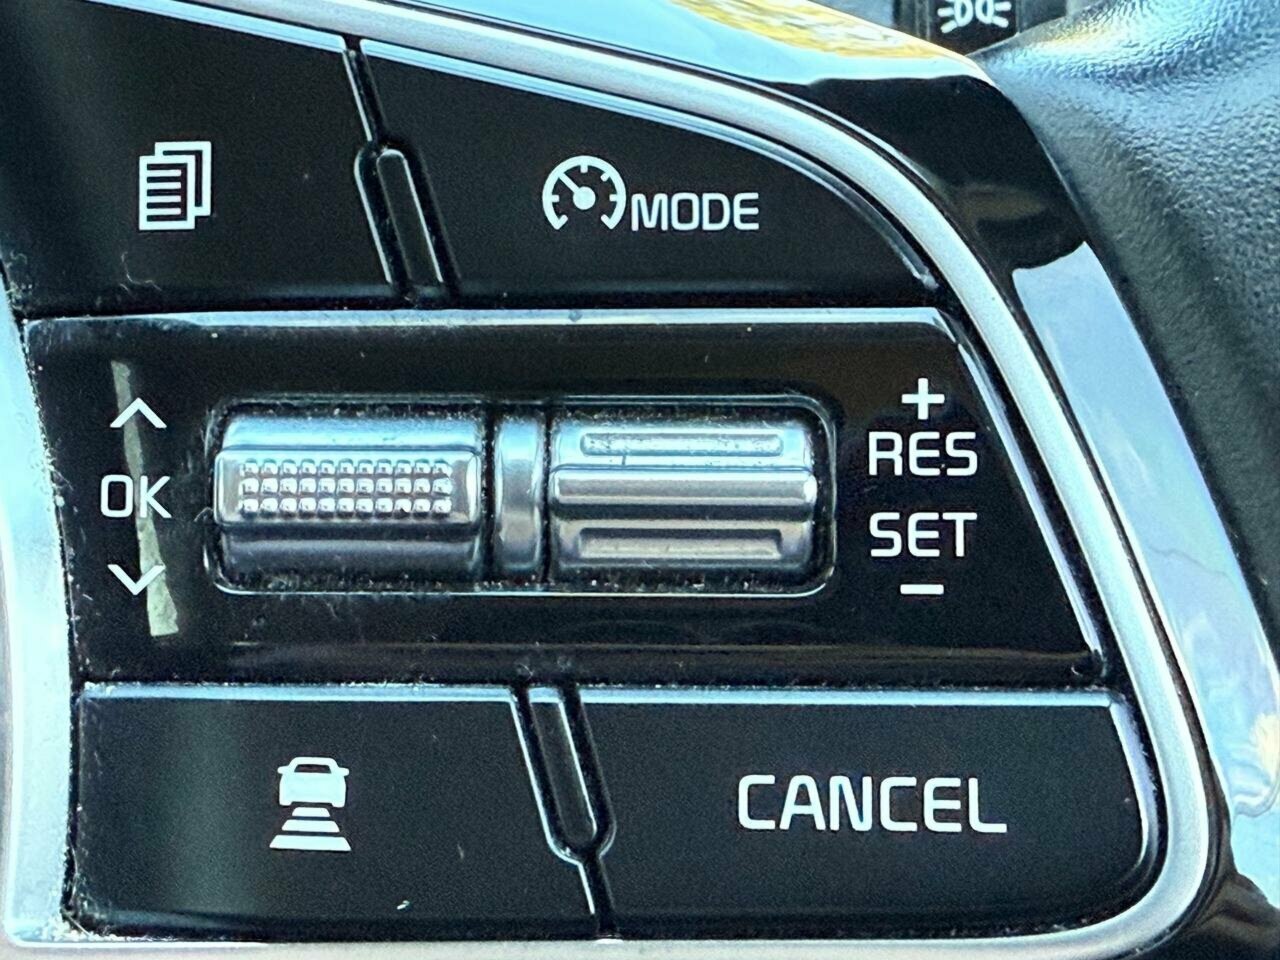 MODE
OK
+
RES
SET
-
CANCEL